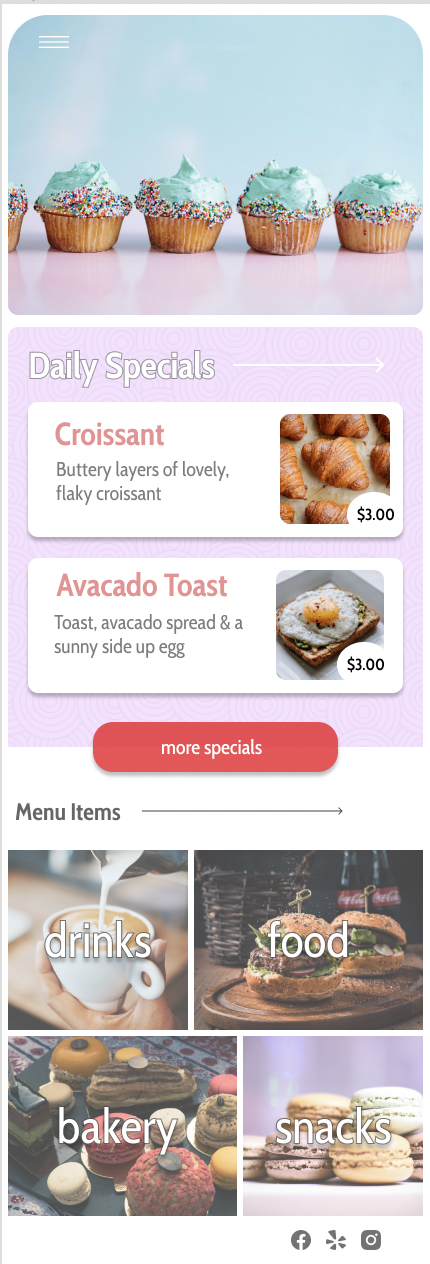 Daily Specials
Croissant
Buttery layers of lovely,
flaky croissant
$3.00
Avacado Toast
Toast, avacado spread & a
sunny side up egg
$3.00
more specials
Menu Items
drinks
food
bakery
snacks